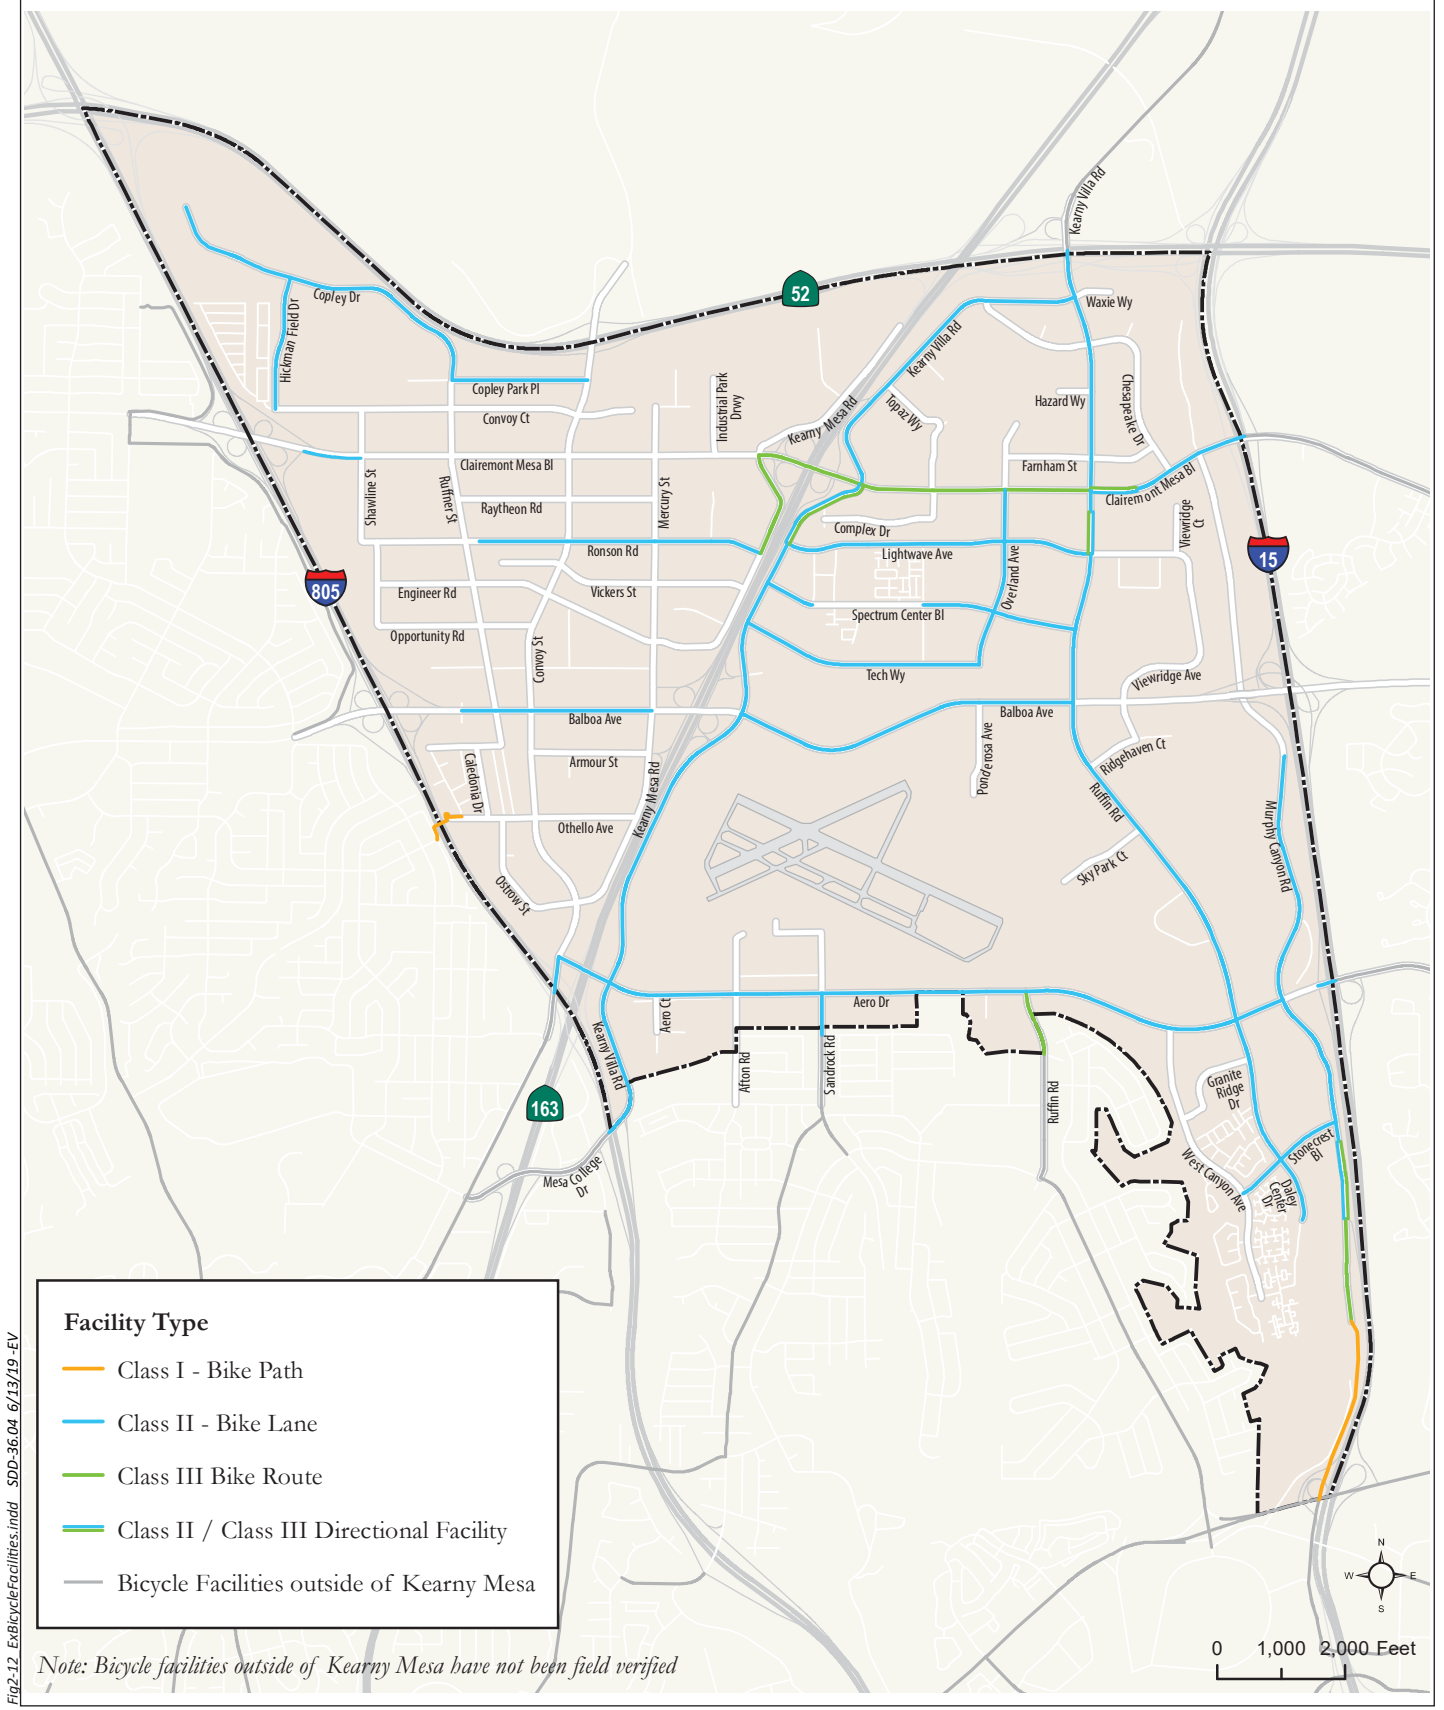 Kearny Villa Rd
52
Waxie Wy
Copley Dr
Hickman Field Dr
Kearny Villa Rd
Copley Park Pl
Industrial Park
Drwy
Convoy Ct
Kearny Mesa Rd
Topaz Wy
Hazard Wy
Chesapeake Dr
Clairemont Mesa Bl
Farnham St
Clairemont Mesa Bl
Shawline St
Ruffner St
Raytheon Rd
Mercury St
Complex Dr
Viewridge
Ct
Ronson Rd
Lightwave Ave
15
805
Engineer Rd
Vickers St
Overland Ave
Spectrum Center Bl
Opportunity Rd
Convoy St
Tech Wy
Viewridge Ave
Balboa Ave
Balboa Ave
Ponderosa Ave
Ridgehaven Ct
Armour St
Caledonia Dr
Kearny Mesa Rd
Ruffin Rd
Murphy Canyon Rd
Othello Ave
Sky Park Ct
Ostrow St
Aero Ct
Aero Dr
Kearny Villa Rd
Afton Rd
Sandrock Rd
Ruffin Rd
Granite
Ridge
Dr
163
Stonecrest
Bl
West Canyon Ave
Daley
Center
Dr
Mesa College
Dr
Facility Type
Class I - Bike Path
Class II - Bike Lane
Class III Bike Route
Class II / Class III Directional Facility
Bicycle Facilities outside of Kearny Mesa
Note: Bicycle facilities outside of Kearny Mesa have not been field verified
N
W
E
S
0 1,000 2,000 Feet
Fig2-12 ExBicycleFacilities.indd SDD-36.04 6/13/19 -EV